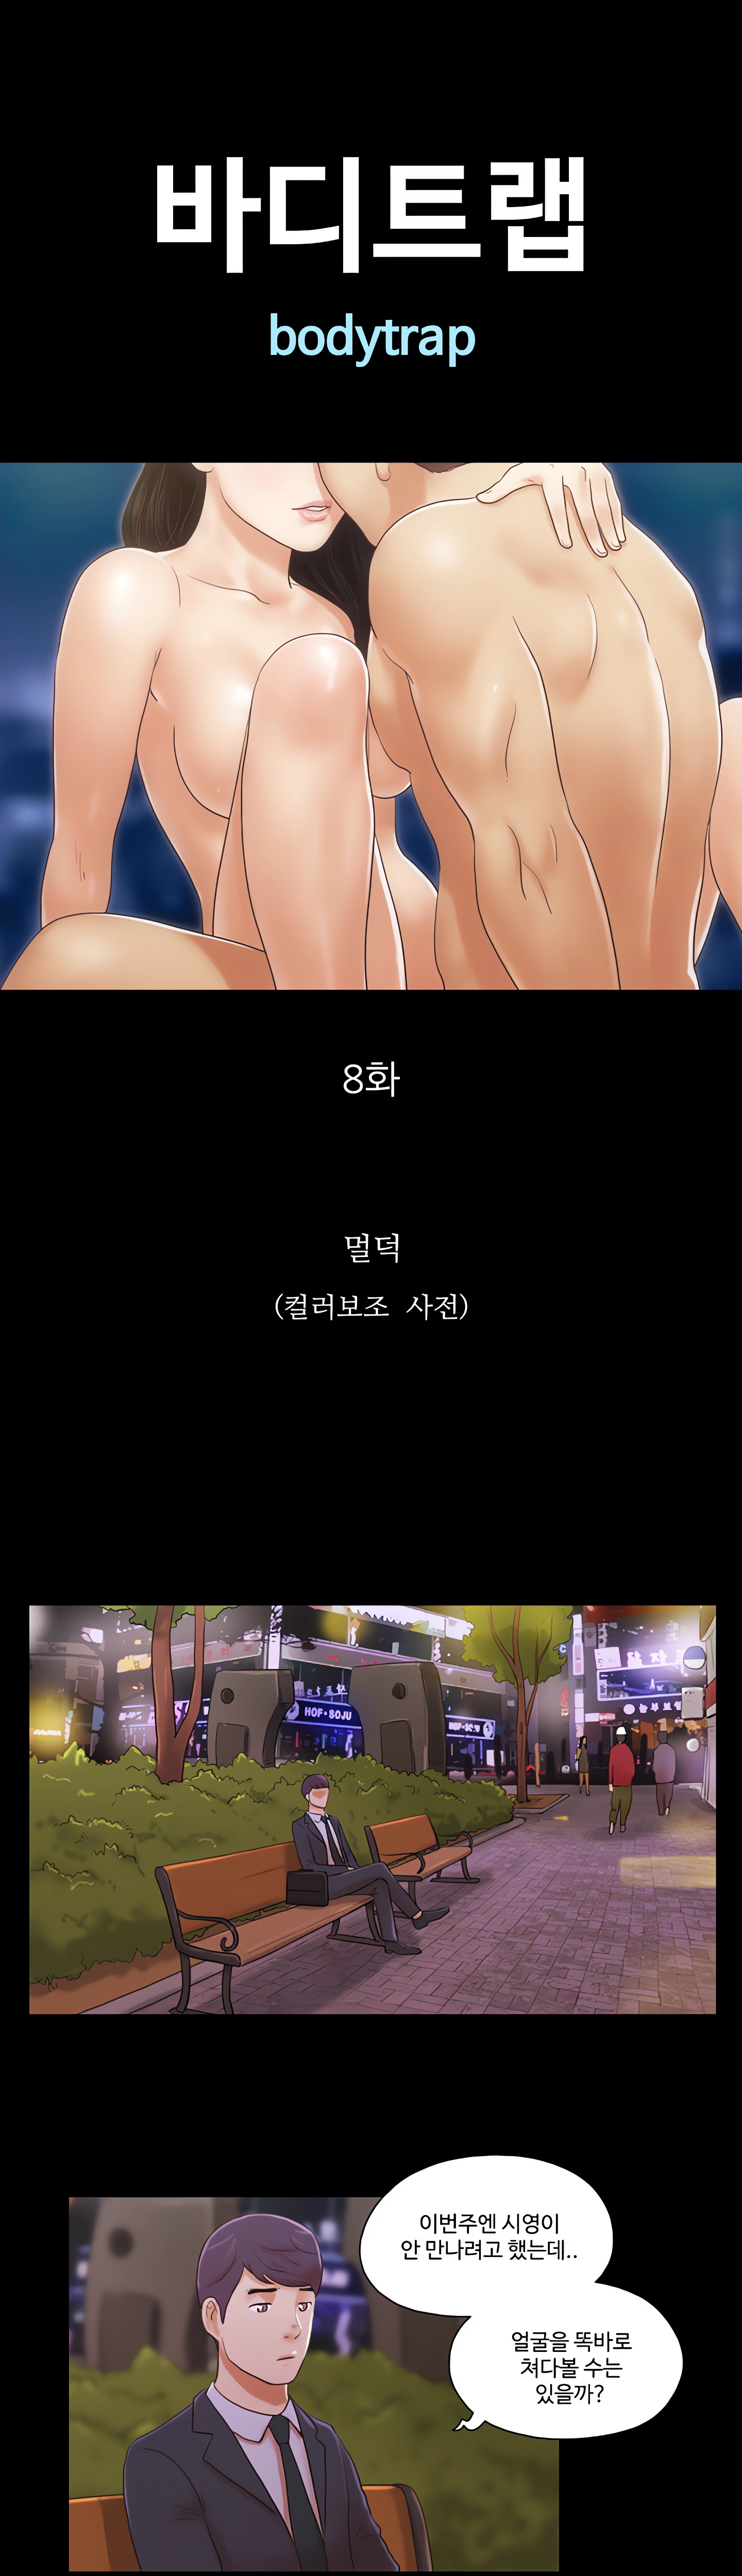 바디트랩
bodytrap
8화
멀덕
(컬러보조 사전)
HOF·SOJU
HOF·SOJU
이번주엔 시영이
안 만나려고 했는데..
얼굴을 똑바로
쳐다볼 수는
있을까?